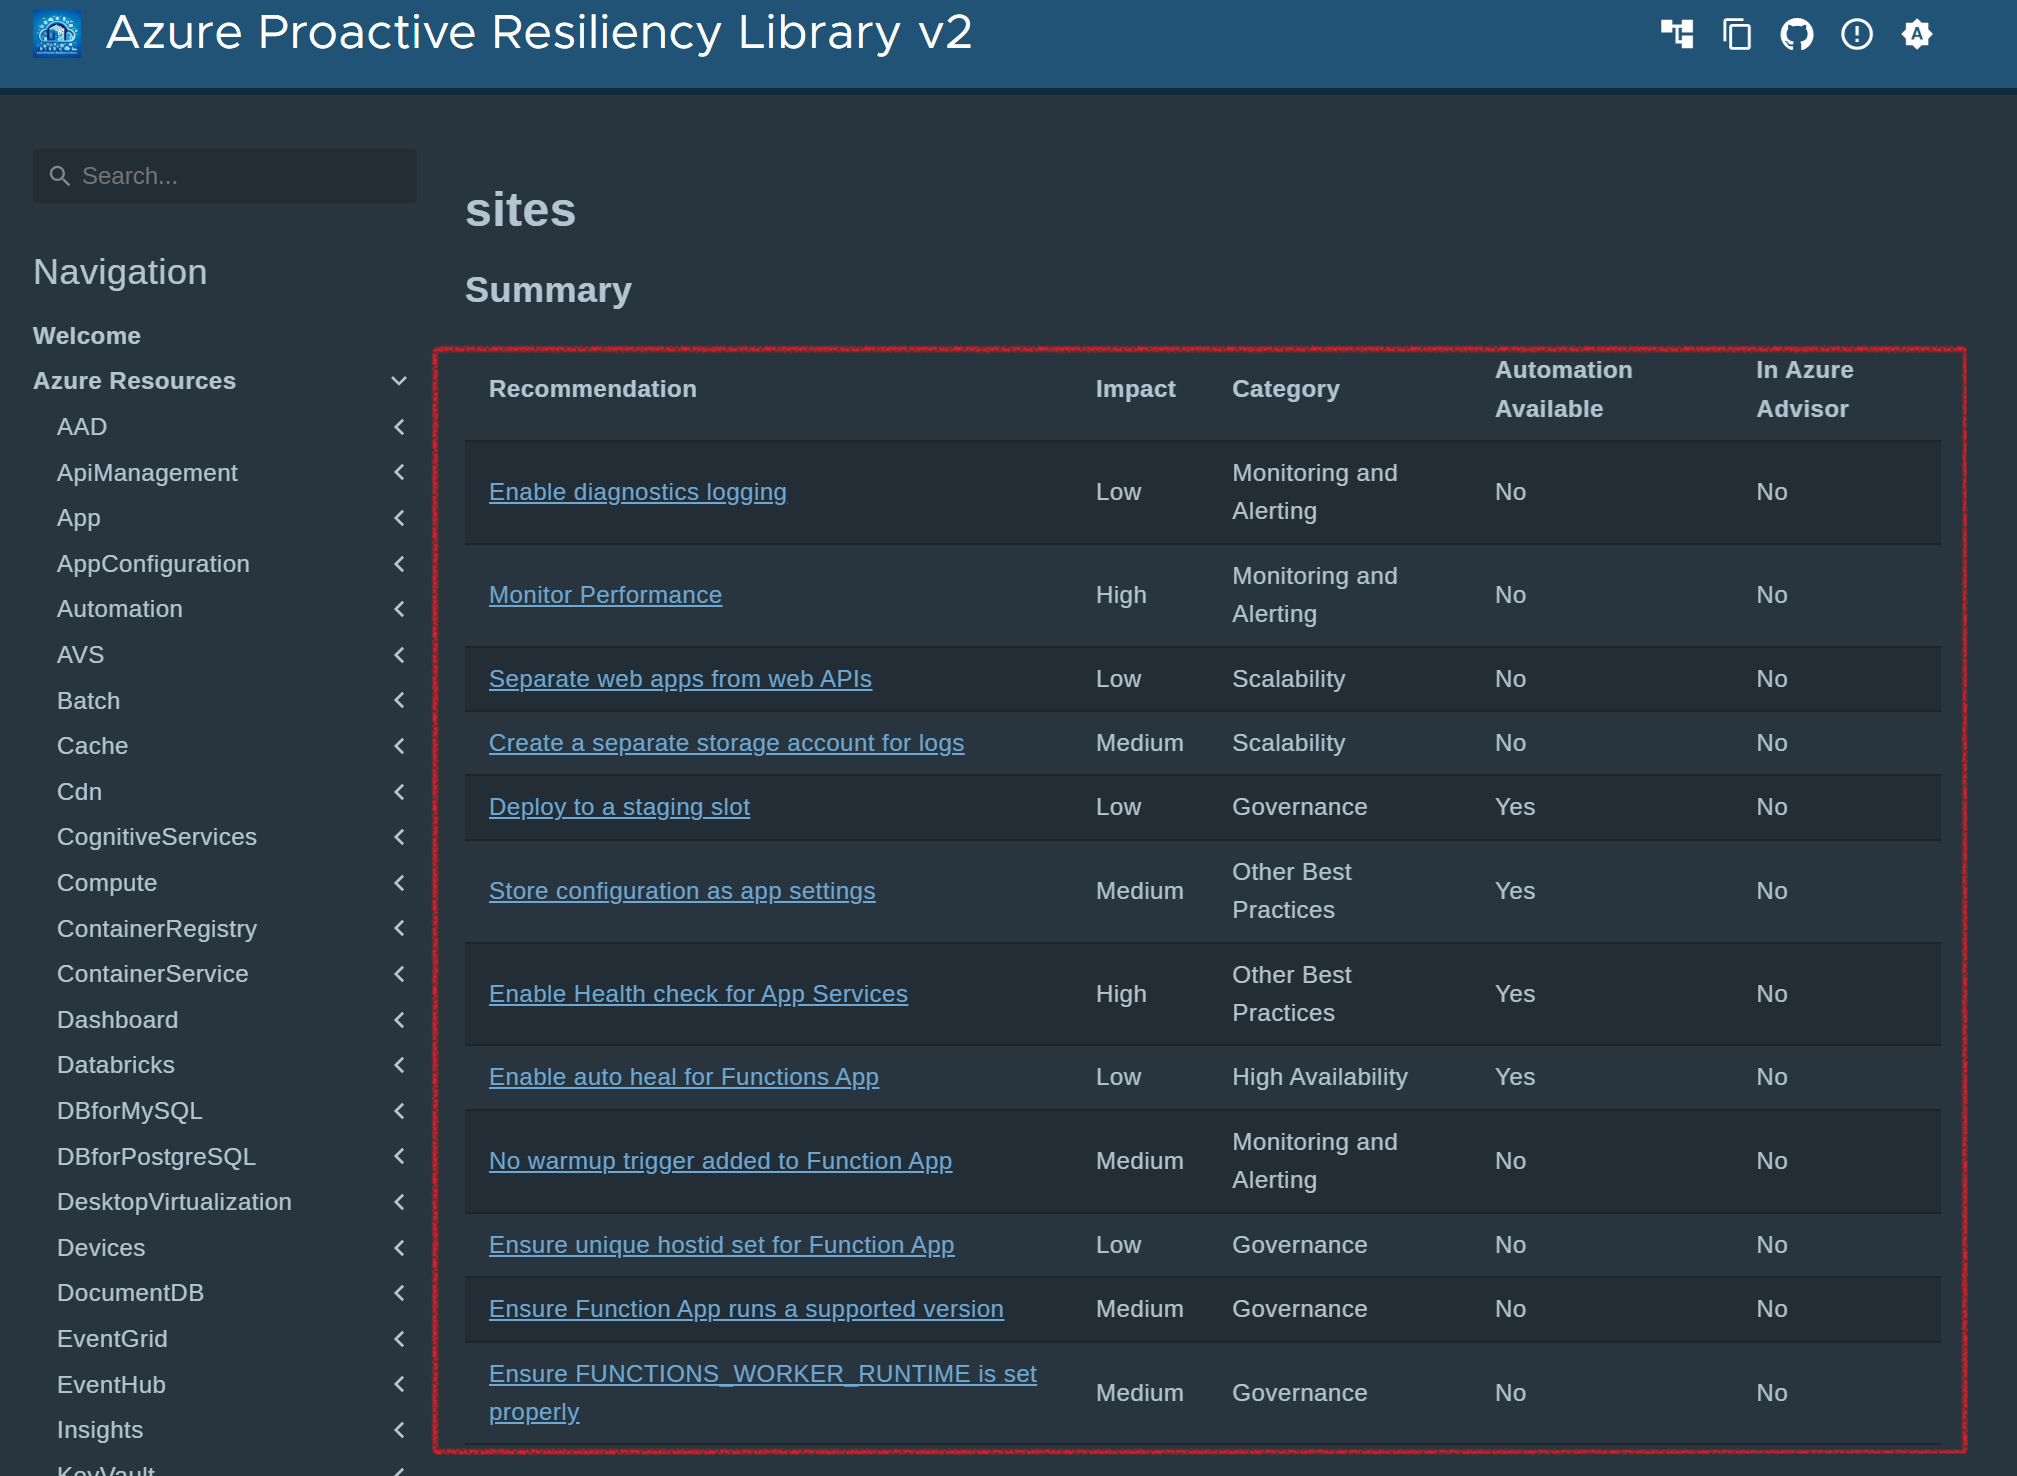 Azure Proactive Resiliency Library v2
Search...
Navigation
Welcome
Azure Resources
AAD
ApiManagement
App
AppConfiguration
Automation
AVS
Batch
Cache
Cdn
CognitiveServices
Compute
ContainerRegistry
ContainerService
Dashboard
Databricks
DBforMySQL
DBforPostgreSQL
DesktopVirtualization
Devices
DocumentDB
EventGrid
EventHub
Insights
KeyVault
sites
Summary
Recommendation Impact Category Automation Available In Azure Advisor
Enable diagnostics logging Low Monitoring and Alerting No No
Monitor Performance High Monitoring and Alerting No No
Separate web apps from web APIs Low Scalability No No
Create a separate storage account for logs Medium Scalability No No
Deploy to a staging slot Low Governance Yes No
Store configuration as app settings Medium Other Best Practices Yes No
Enable Health check for App Services High Other Best Practices Yes No
Enable auto heal for Functions App Low High Availability Yes No
No warmup trigger added to Function App Medium Monitoring and Alerting No No
Ensure unique hostid set for Function App Low Governance No No
Ensure Function App runs a supported version Medium Governance No No
Ensure FUNCTIONS_WORKER_RUNTIME is set properly Medium Governance No No